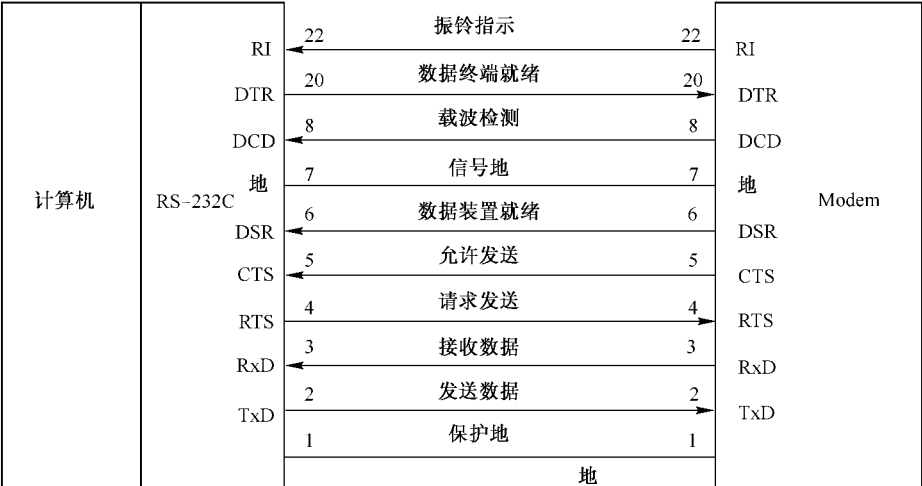 22 振铃指示 22
RI RI
20 数据终端就绪 20
DTR DTR
8 载波检测 8
DCD DCD
7 信号地 7
地 地
计算机 RS-232C Modem
6 数据装置就绪 6
DSR DSR
5 允许发送 5
CTS CTS
4 请求发送 4
RTS RTS
3 接收数据 3
RxD RxD
2 发送数据 2
TxD TxD
1 保护地 1
地